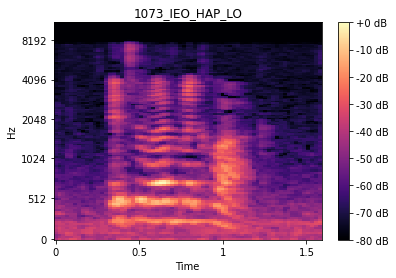 1073_IEO_HAP_LO
+0 dB
8192
-10 dB
4096
-20 dB
-30 dB
2048
Hz
-40 dB
1024
-50 dB
512
-60 dB
-70 dB
0
-80 dB
0 0.5 1 1.5
Time